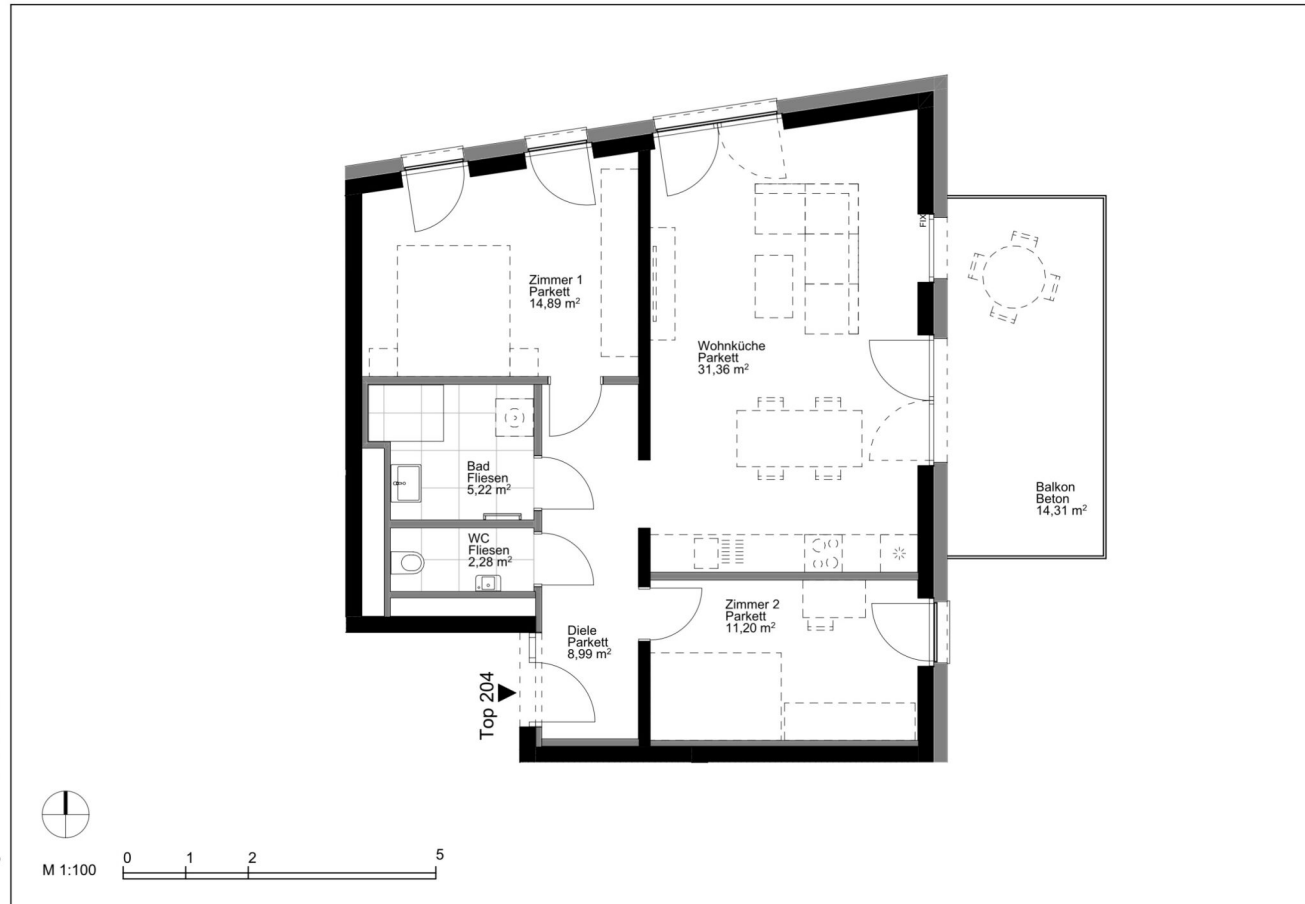 Zimmer 1
Parkett
14,89 m²
FIX
Wohnküche
Parkett
31,36 m²
Bad
Fliesen
5,22 m²
Balkon
Beton
14,31 m²
WC
Fliesen
2,28 m²
Zimmer 2
Parkett
11,20 m²
Diele
Parkett
8,99 m²
Top 204
M 1:100
0 1 2 5